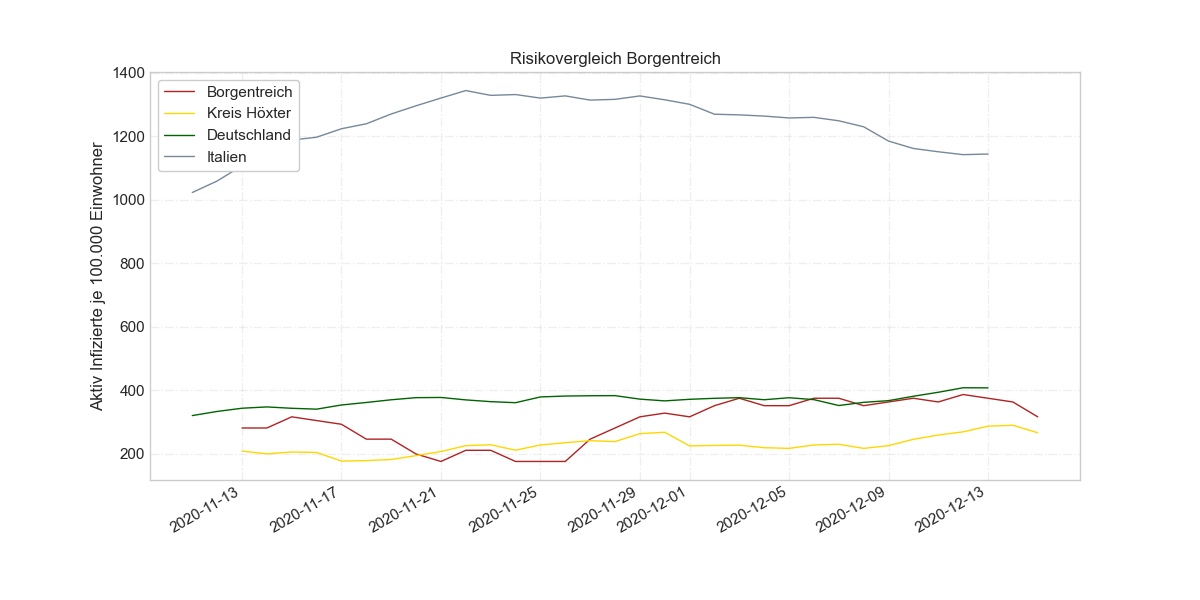 Risikovergleich Borgentreich
Aktiv Infizierte je 100.000 Einwohner
1400
1200
1000
800
600
400
200
Borgentreich
Kreis Höxter
Deutschland
Italien
2020-11-13
2020-11-17
2020-11-21
2020-11-25
2020-11-29
2020-12-01
2020-12-05
2020-12-09
2020-12-13